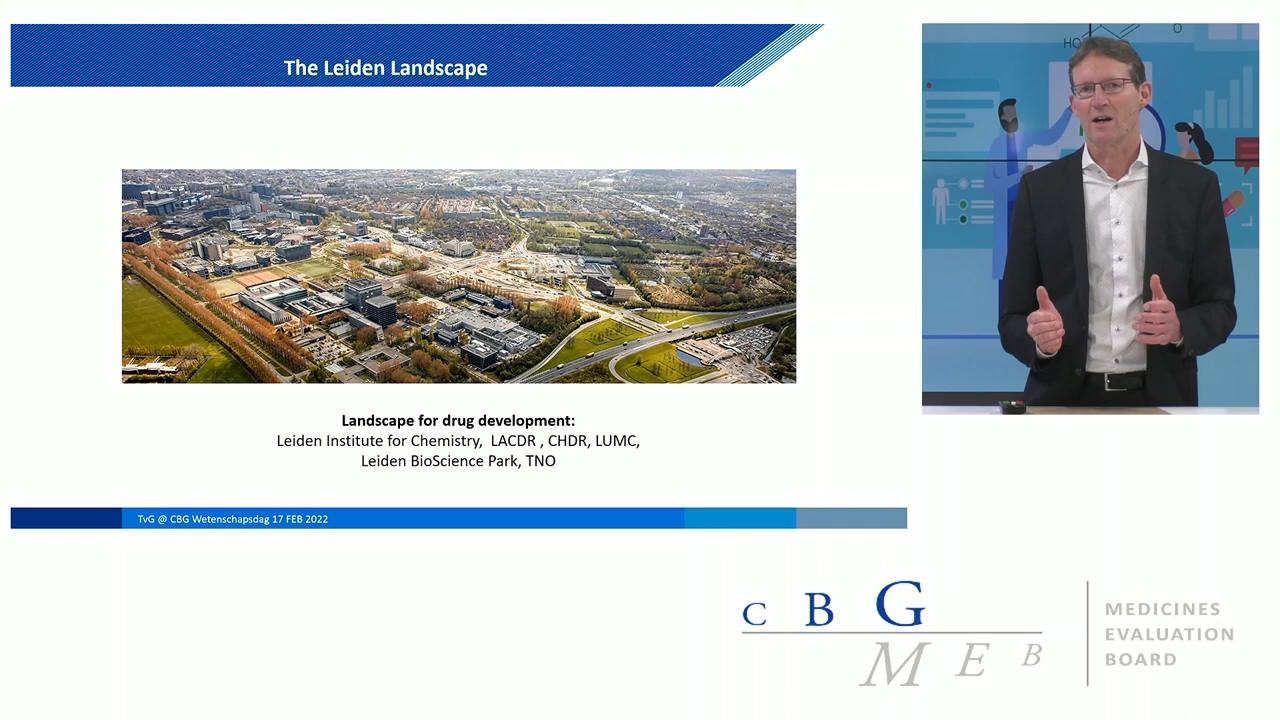 The Leiden Landscape
Landscape for drug development:
Leiden Institute for Chemistry, LACDR , CHDR, LUMC,
Leiden BioScience Park, TNO
TvG @ CBG Wetenschapsdag 17 FEB 2022
HO
O
C B G
M E B
MEDICINES
EVALUATION
BOARD